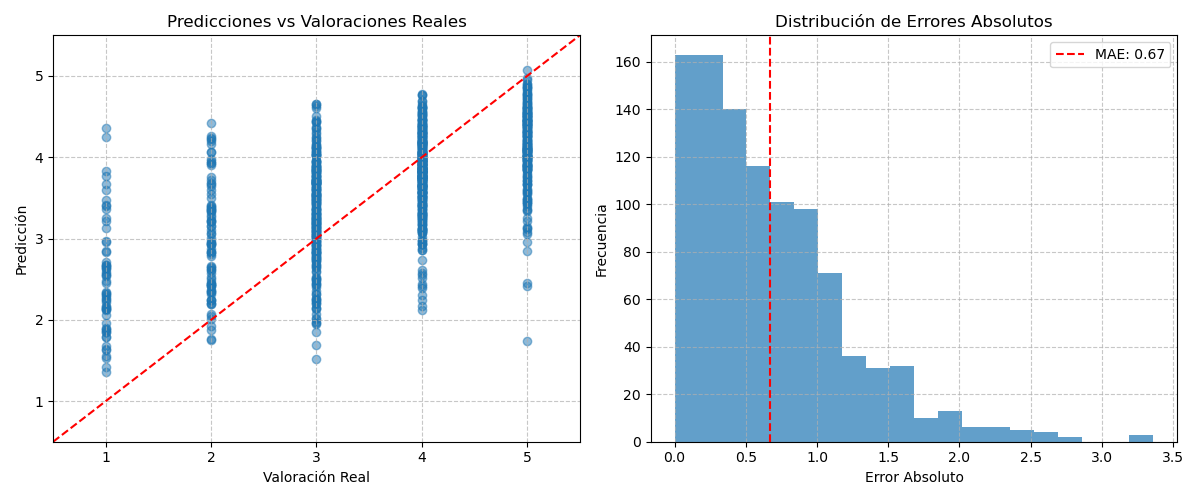 Predicciones vs Valoraciones Reales
5
4
3
2
1
Predicción
1 2 3 4 5
Valoración Real
Distribución de Errores Absolutos
MAE: 0.67
160
140
120
100
80
60
40
20
0
Frecuencia
0.0 0.5 1.0 1.5 2.0 2.5 3.0 3.5
Error Absoluto